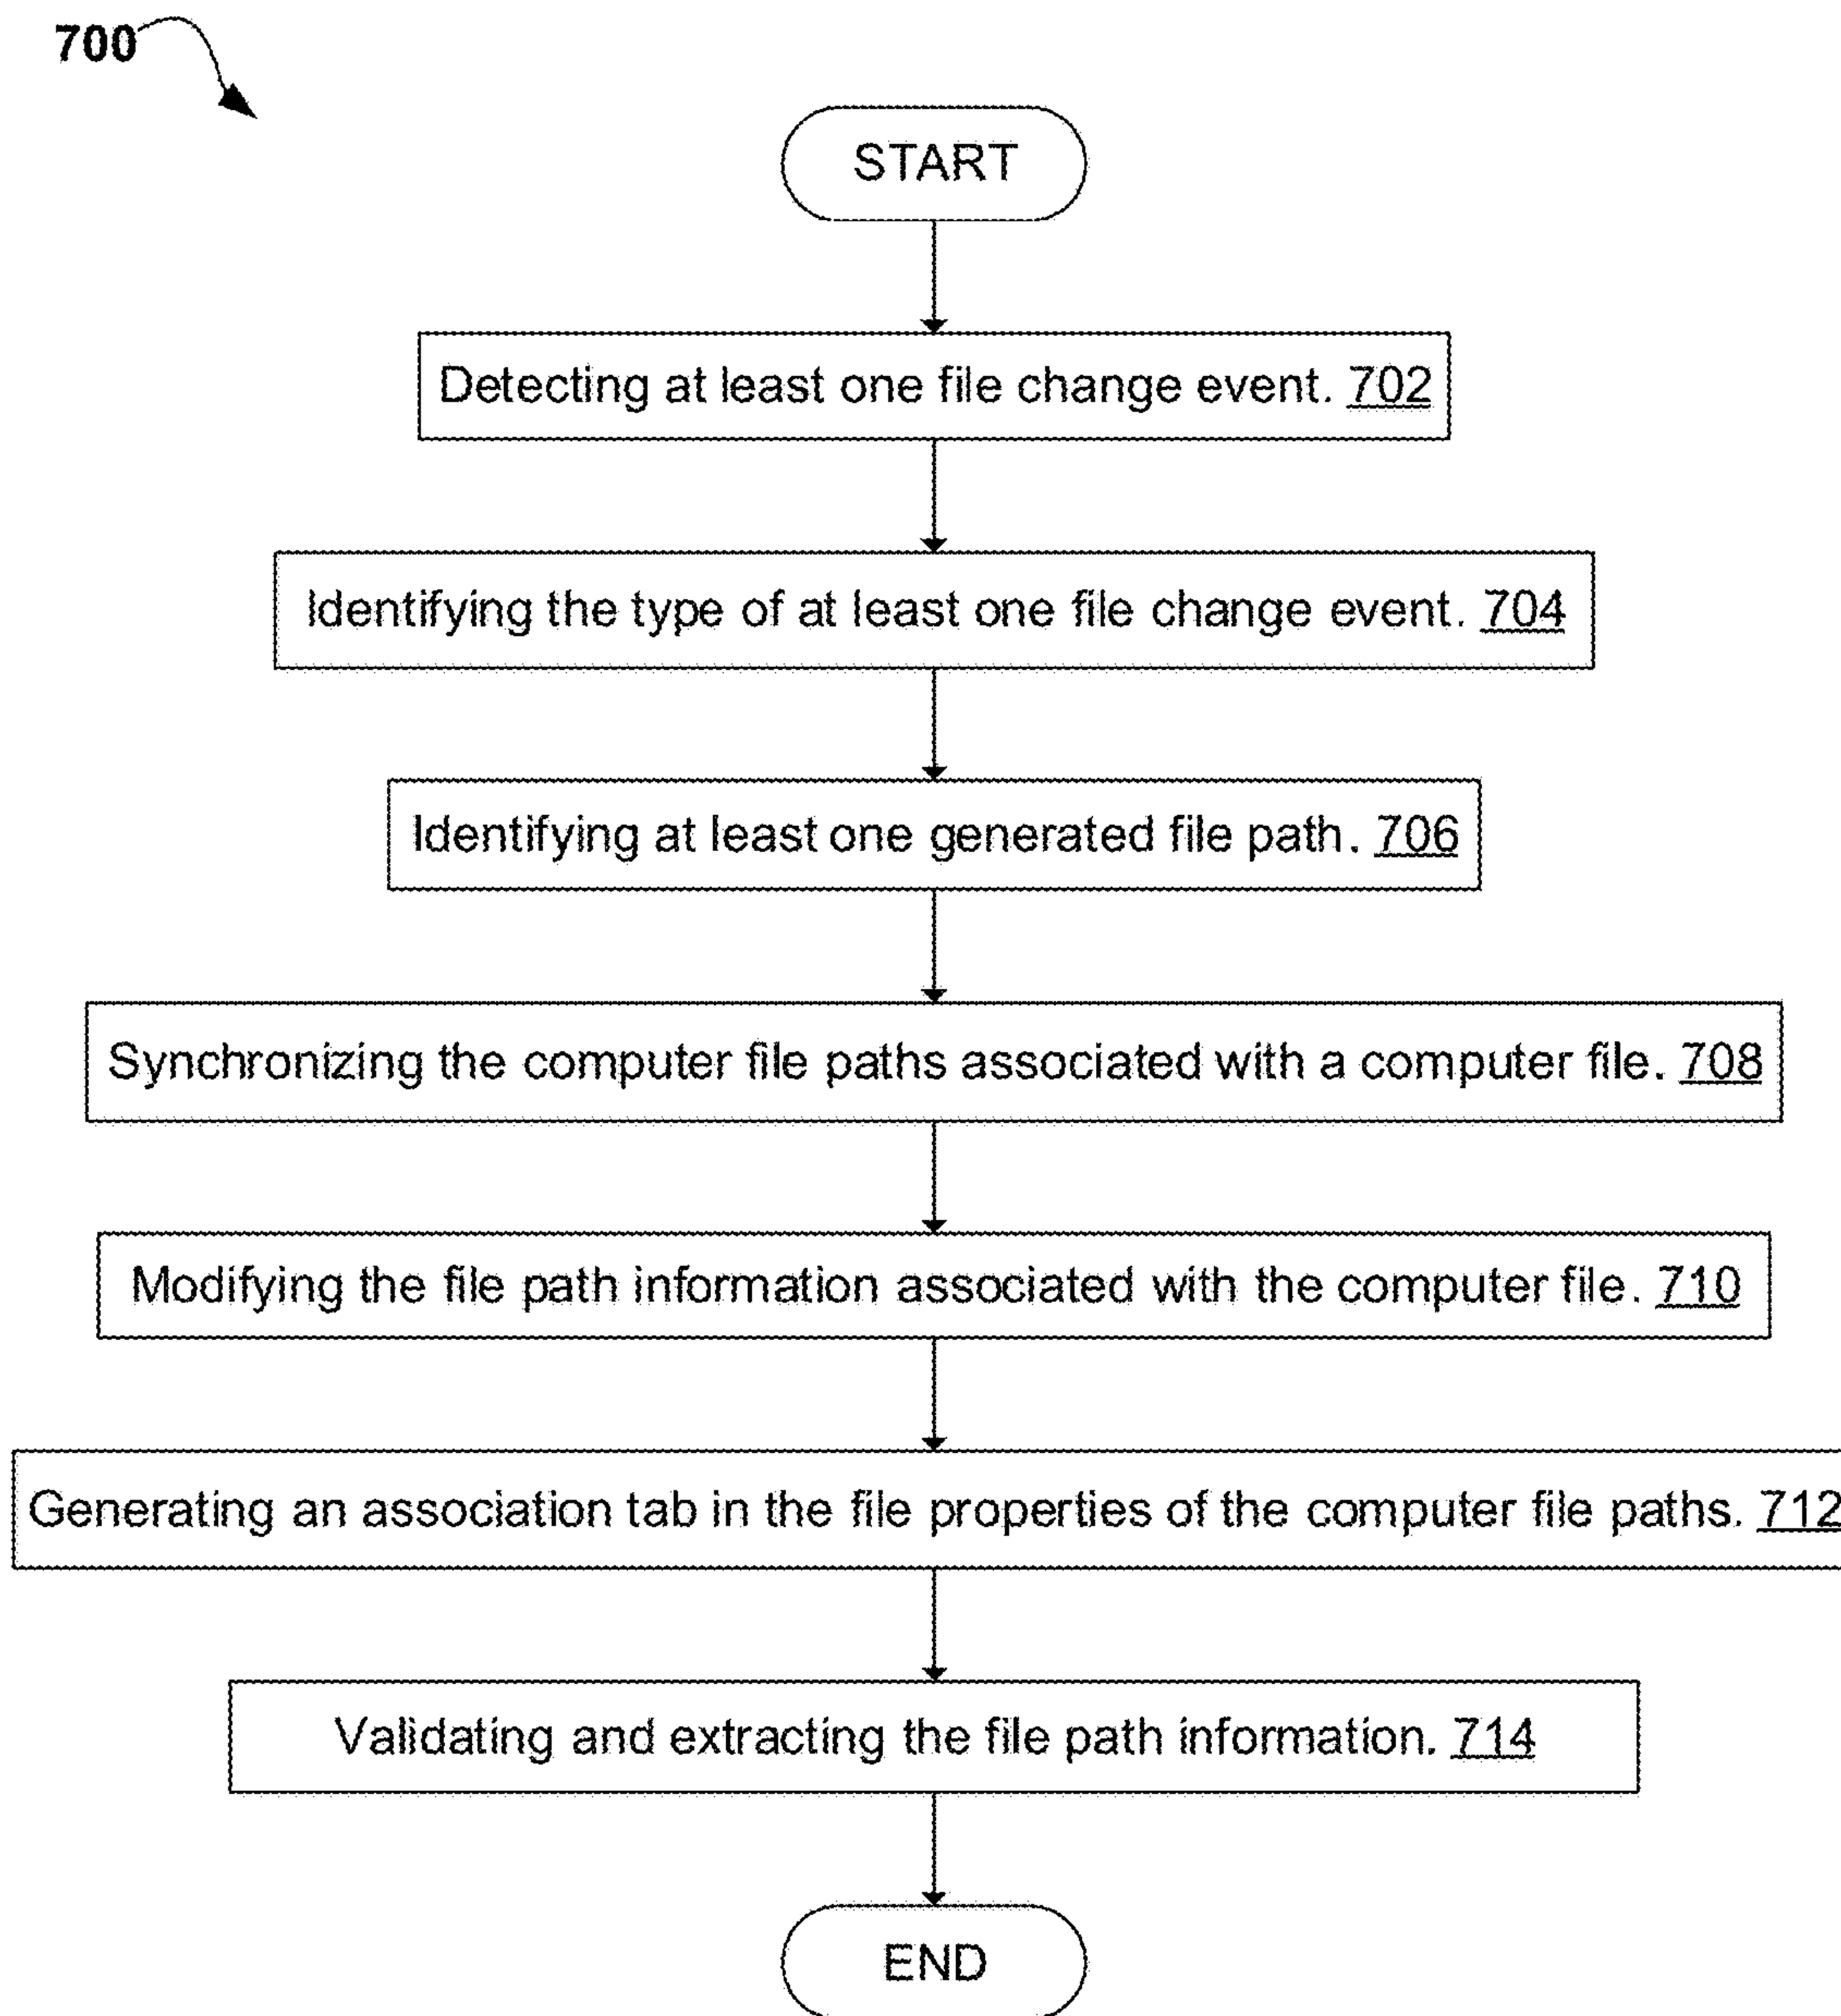 700
START
Detecting at least one file change event. 702
Identifying the type of at least one file change event. 704
Identifying at least one generated file path. 706
Synchronizing the computer file paths associated with a computer file. 708
Modifying the file path information associated with the computer file. 710
Generating an association tab in the file properties of the computer file paths. 712
Validating and extracting the file path information. 714
END